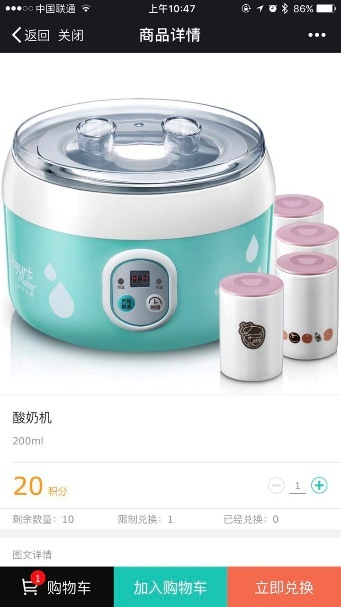 中国联通 上午10:47 86%
返回 关闭 商品详情
Yogurt
Maker
酸奶机
200ml
20 积分
1
剩余数量：10 限制兑换：1 已经兑换：0
图文详情
1
购物车 加入购物车 立即兑换